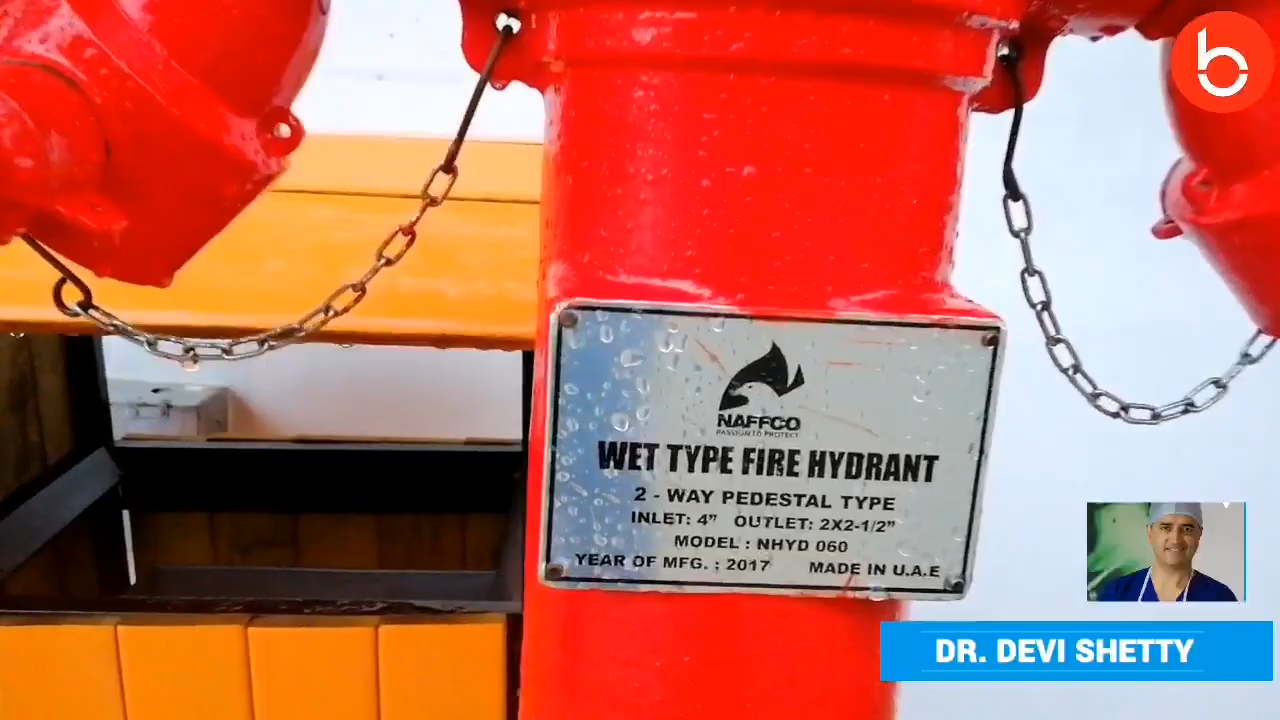 NAFFCO
PASSION TO PROTECT
WET TYPE FIRE HYDRANT
2 - WAY PEDESTAL TYPE
INLET: 4” OUTLET: 2X2-1/2”
MODEL : NHYD 060
YEAR OF MFG. : 2017 MADE IN U.A.E
DR. DEVI SHETTY
b